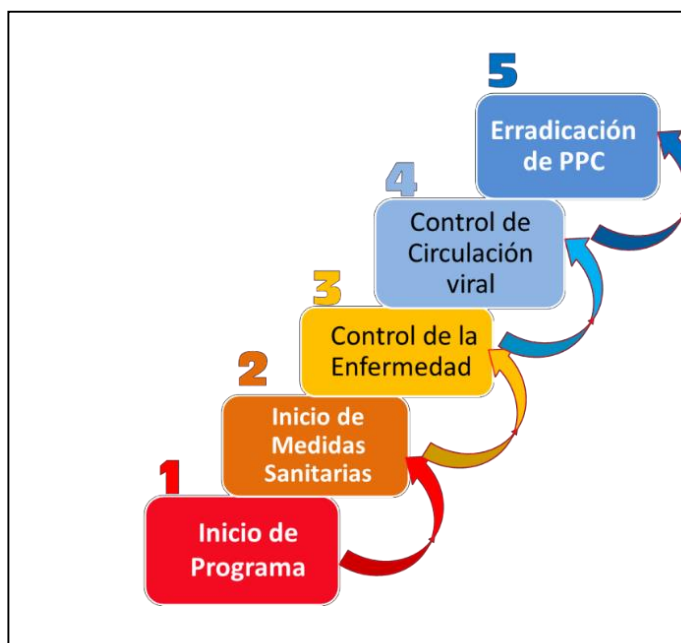 5
Erradicación
de PPC
4
Control de
Circulación
viral
3
Control de la
Enfermedad
2
Inicio de
Medidas
Sanitarias
1
Inicio de
Programa